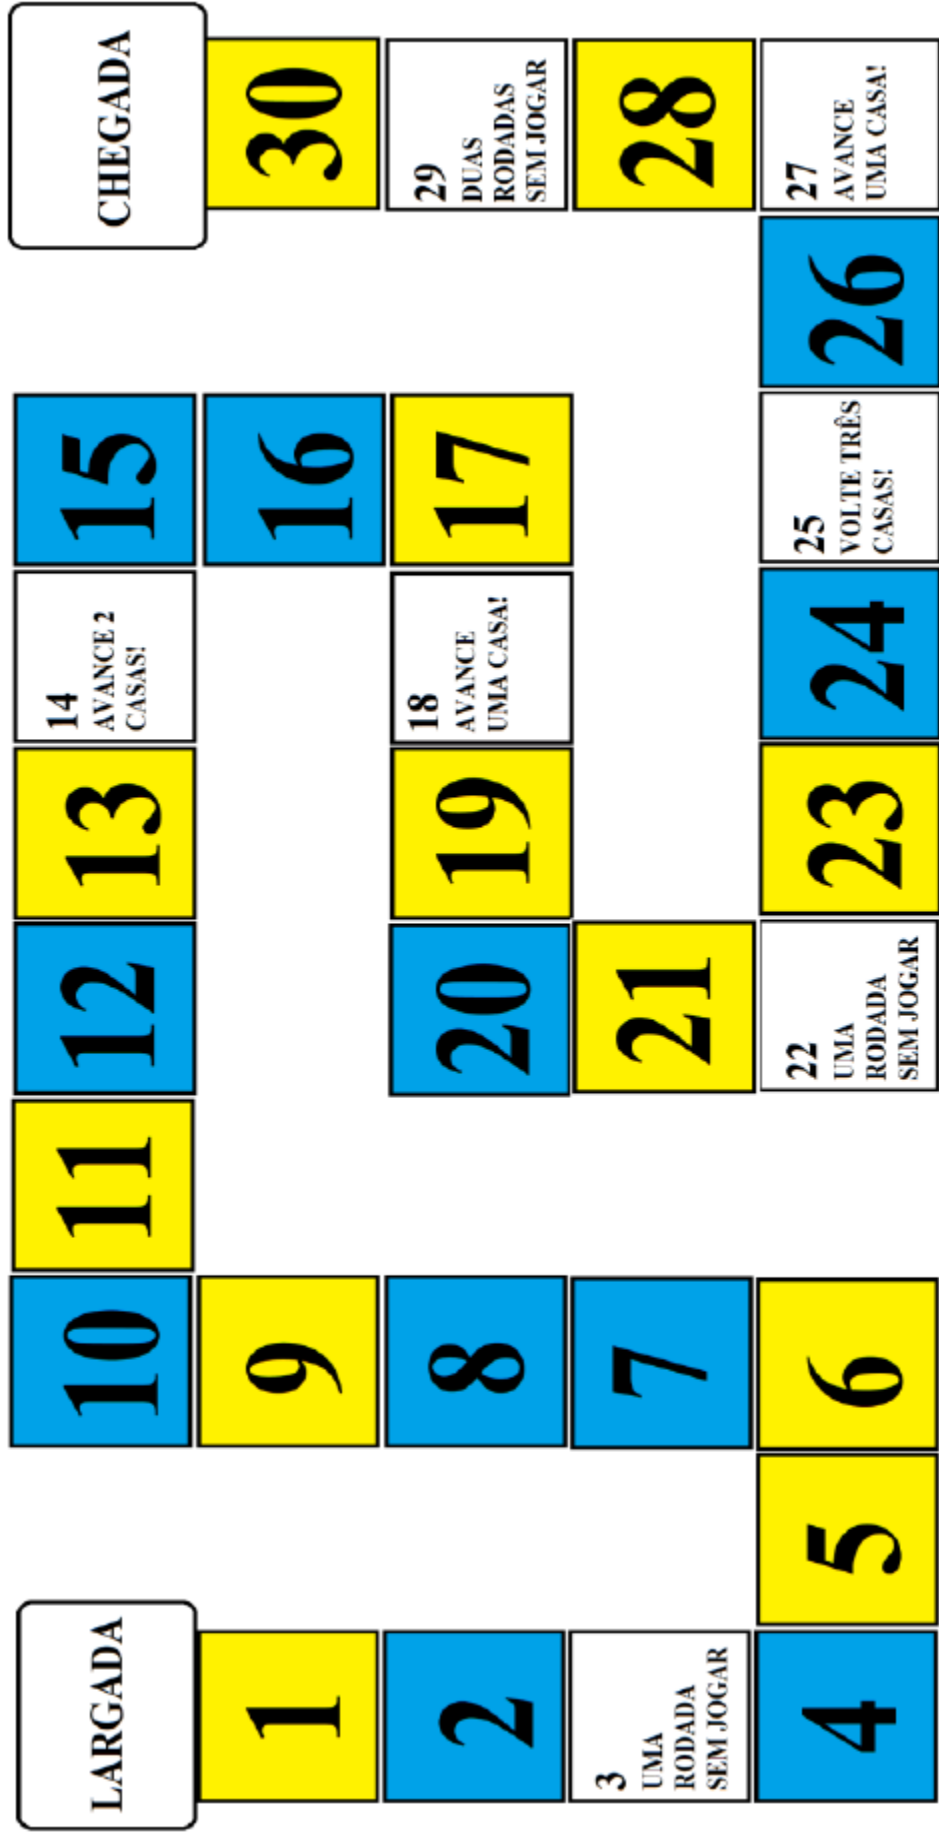 LARGADA
1
2
3
UMA
RODADA
SEM JOGAR
4
5
6
7
8
9
10
11
12
13
14
AVANCE 2
CASAS!
15
16
17
18
AVANCE
UMA CASA!
19
20
21
22
UMA
RODADA
SEM JOGAR
23
24
25
VOLTE TRÊS
CASAS!
26
27
AVANCE
UMA CASA!
28
29
DUAS
RODADAS
SEM JOGAR
30
CHEGADA